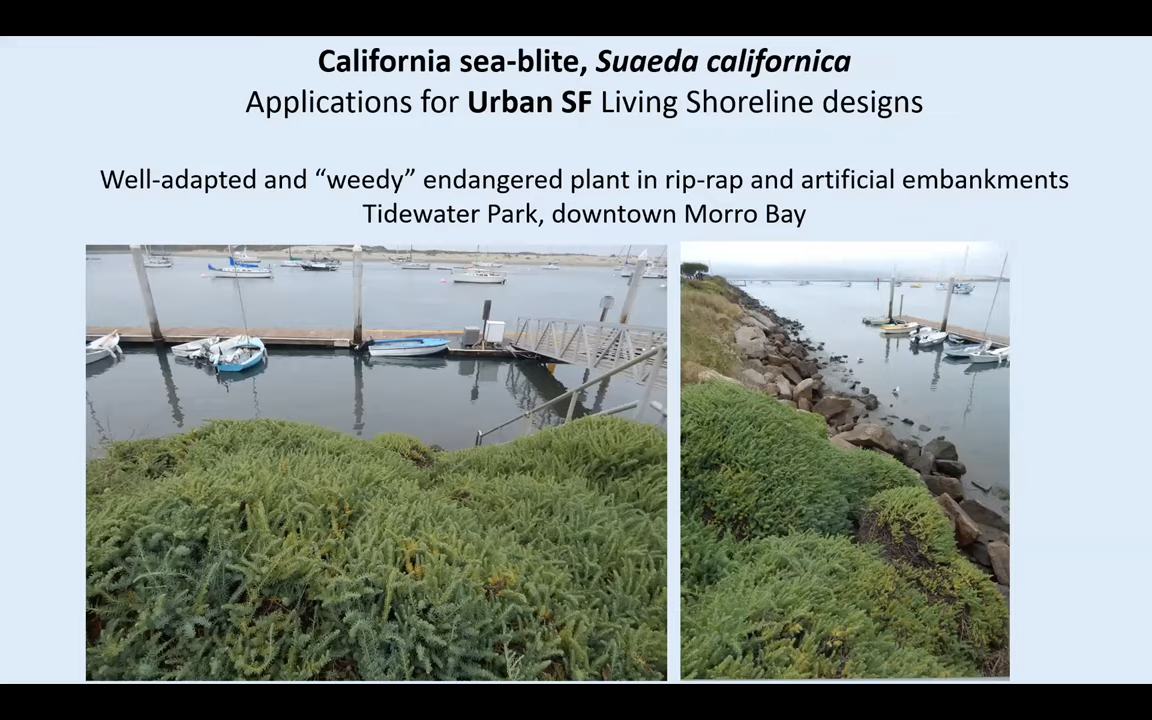 California sea-blite, Suaeda californica
Applications for Urban SF Living Shoreline designs
Well-adapted and “weedy” endangered plant in rip-rap and artificial embankments
Tidewater Park, downtown Morro Bay